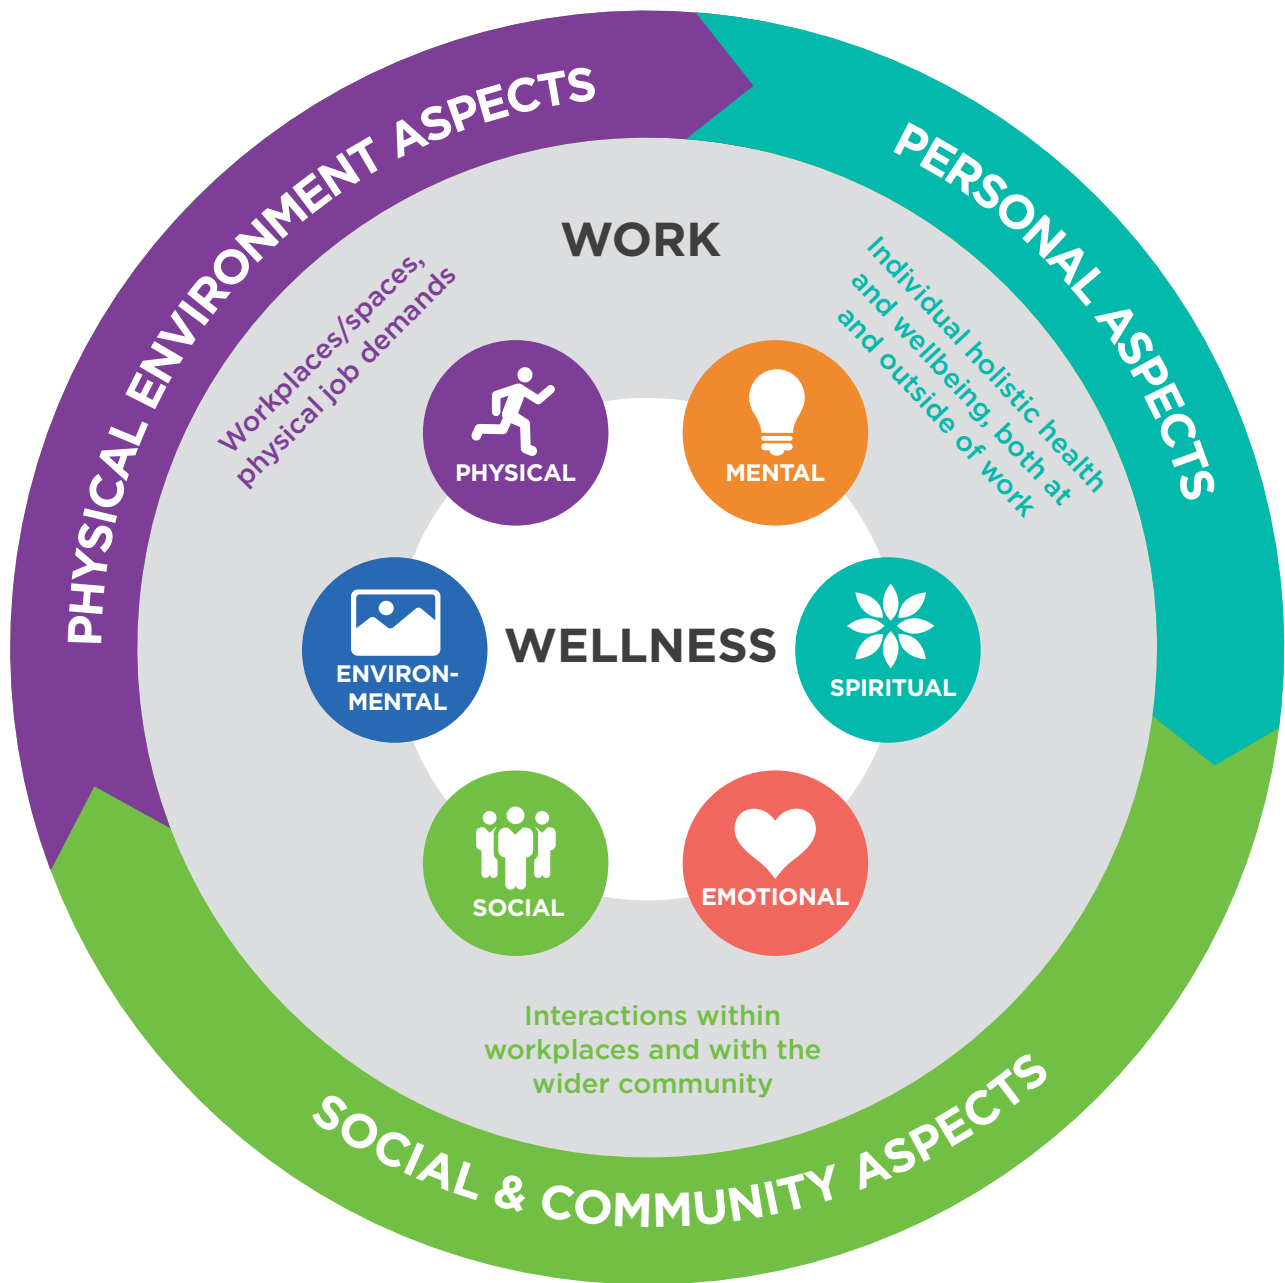 PHYSICAL ENVIRONMENT ASPECTS
PERSONAL ASPECTS
WORK
Workplaces/spaces,
physical job demands
Individual holistic health
and wellbeing, both at
and outside of work
PHYSICAL
MENTAL
ENVIRON-
MENTAL
WELLNESS
SPIRITUAL
SOCIAL
EMOTIONAL
Interactions within
workplaces and with the
wider community
SOCIAL & COMMUNITY ASPECTS